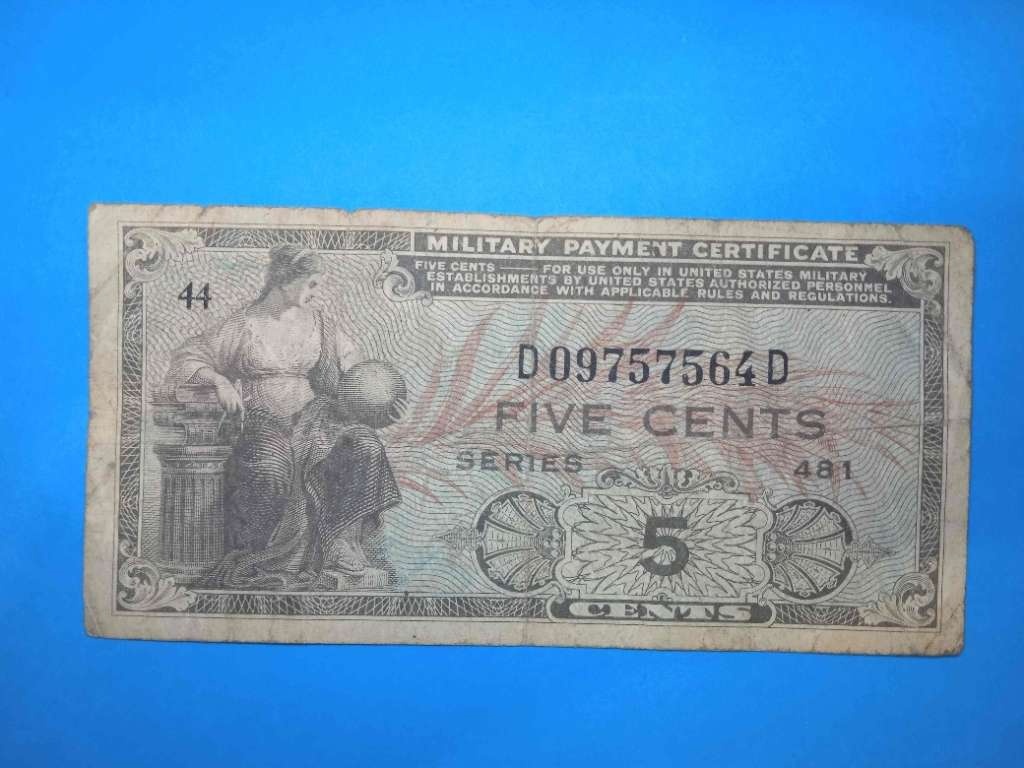 MILITARY PAYMENT CERTIFICATE
FIVE CENTS FOR USE ONLY IN UNITED STATES MILITARY
ESTABLISHMENTS BY UNITED STATES AUTHORIZED PERSONNEL
IN ACCORDANCE WITH APPLICABLE RULES AND REGULATIONS.
44
D09757564D
FIVE CENTS
SERIES 481
5
CENTS